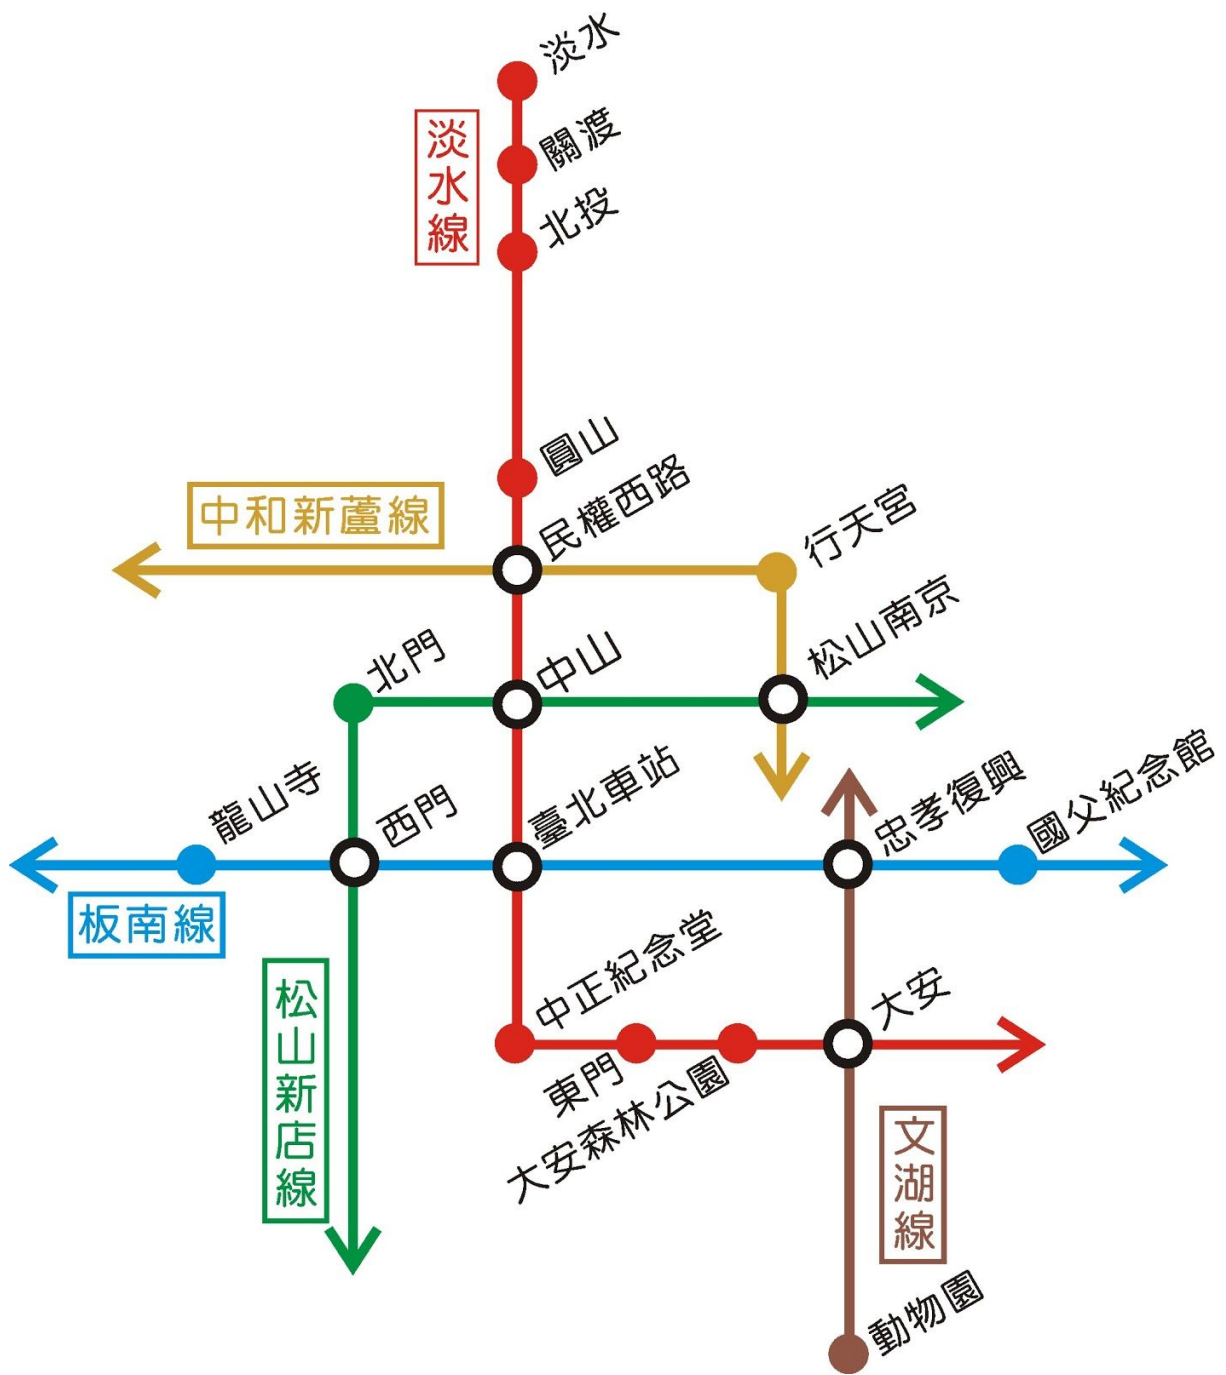 淡水
關渡
淡水線
北投
圓山
民權西路
中和新蘆線
行天宮
松山南京
北門
中山
龍山寺
西門
臺北車站
忠孝復興
國父紀念館
板南線
中正紀念堂
大安
松山新店線
東門
大安森林公園
文湖線
動物園